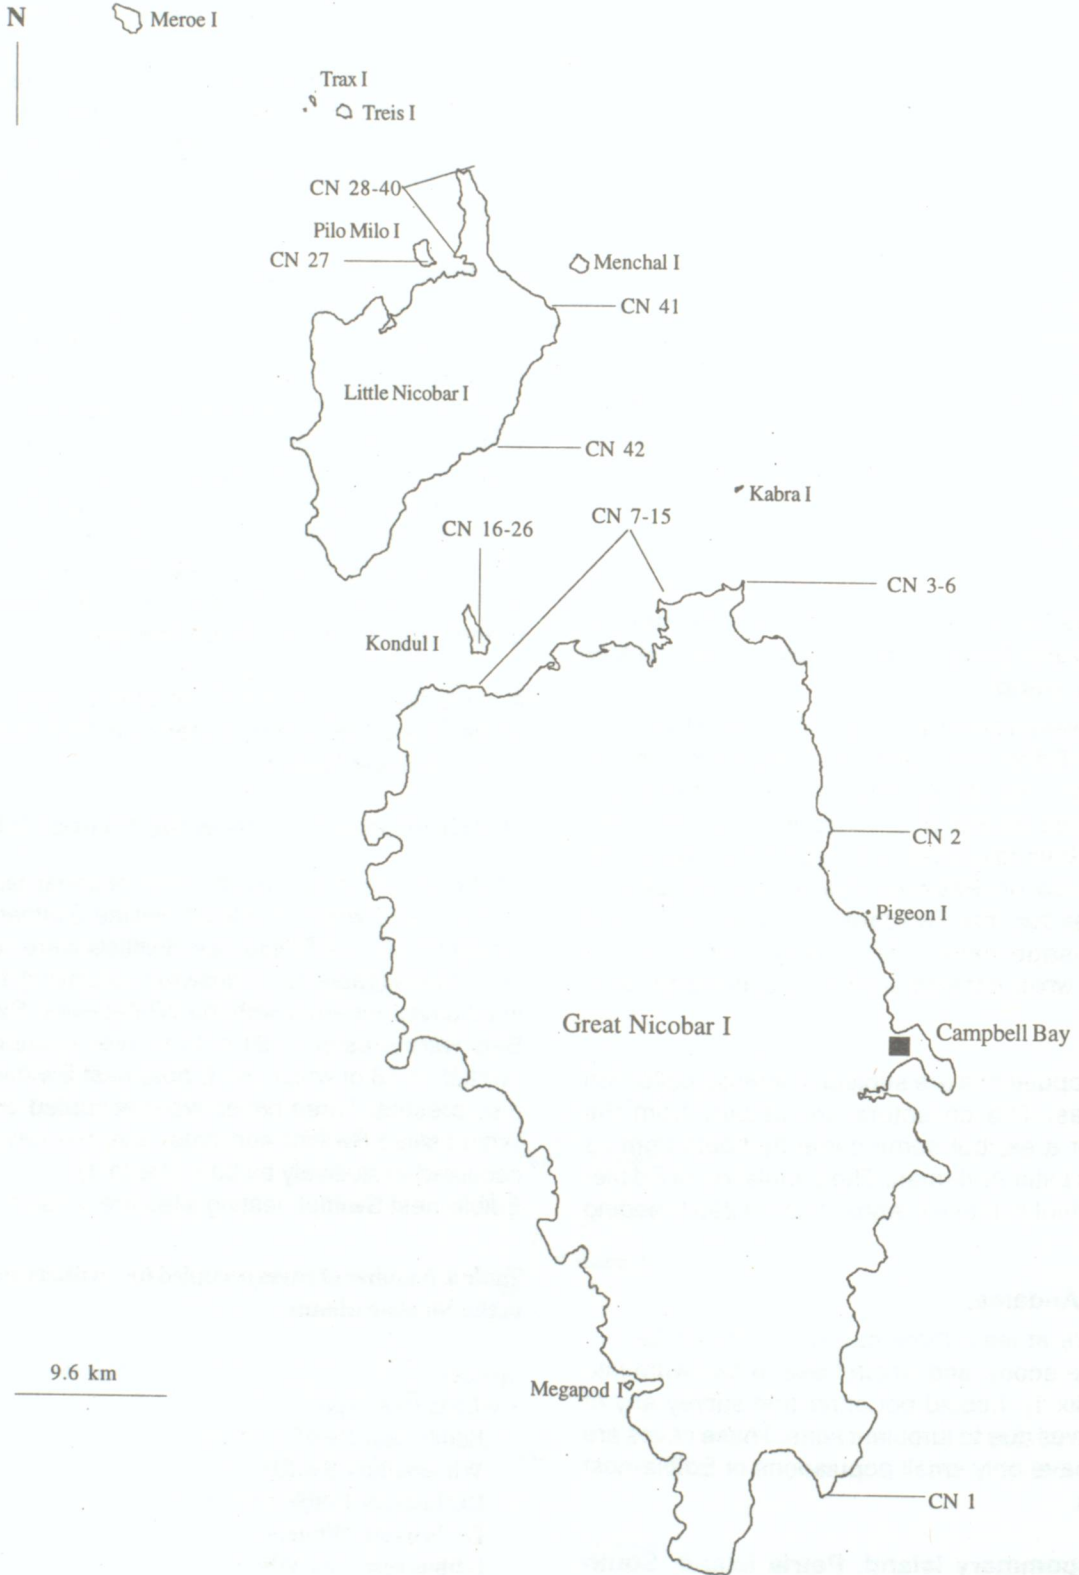 N
Meroe I
Trax I
Treis I
CN 28-40
Pilo Milo I
CN 27
Menchal I
CN 41
Little Nicobar I
CN 42
Kabra I
CN 7-15
CN 16-26
CN 3-6
Kondul I
CN 2
Pigeon I
Great Nicobar I
Campbell Bay
9.6 km
Megapod I
CN 1